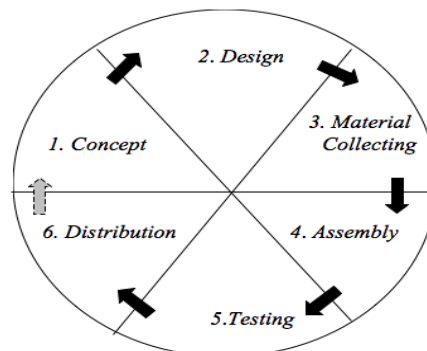 1. Concept
2. Design
3. Material
Collecting
4. Assembly
5.Testing
6. Distribution